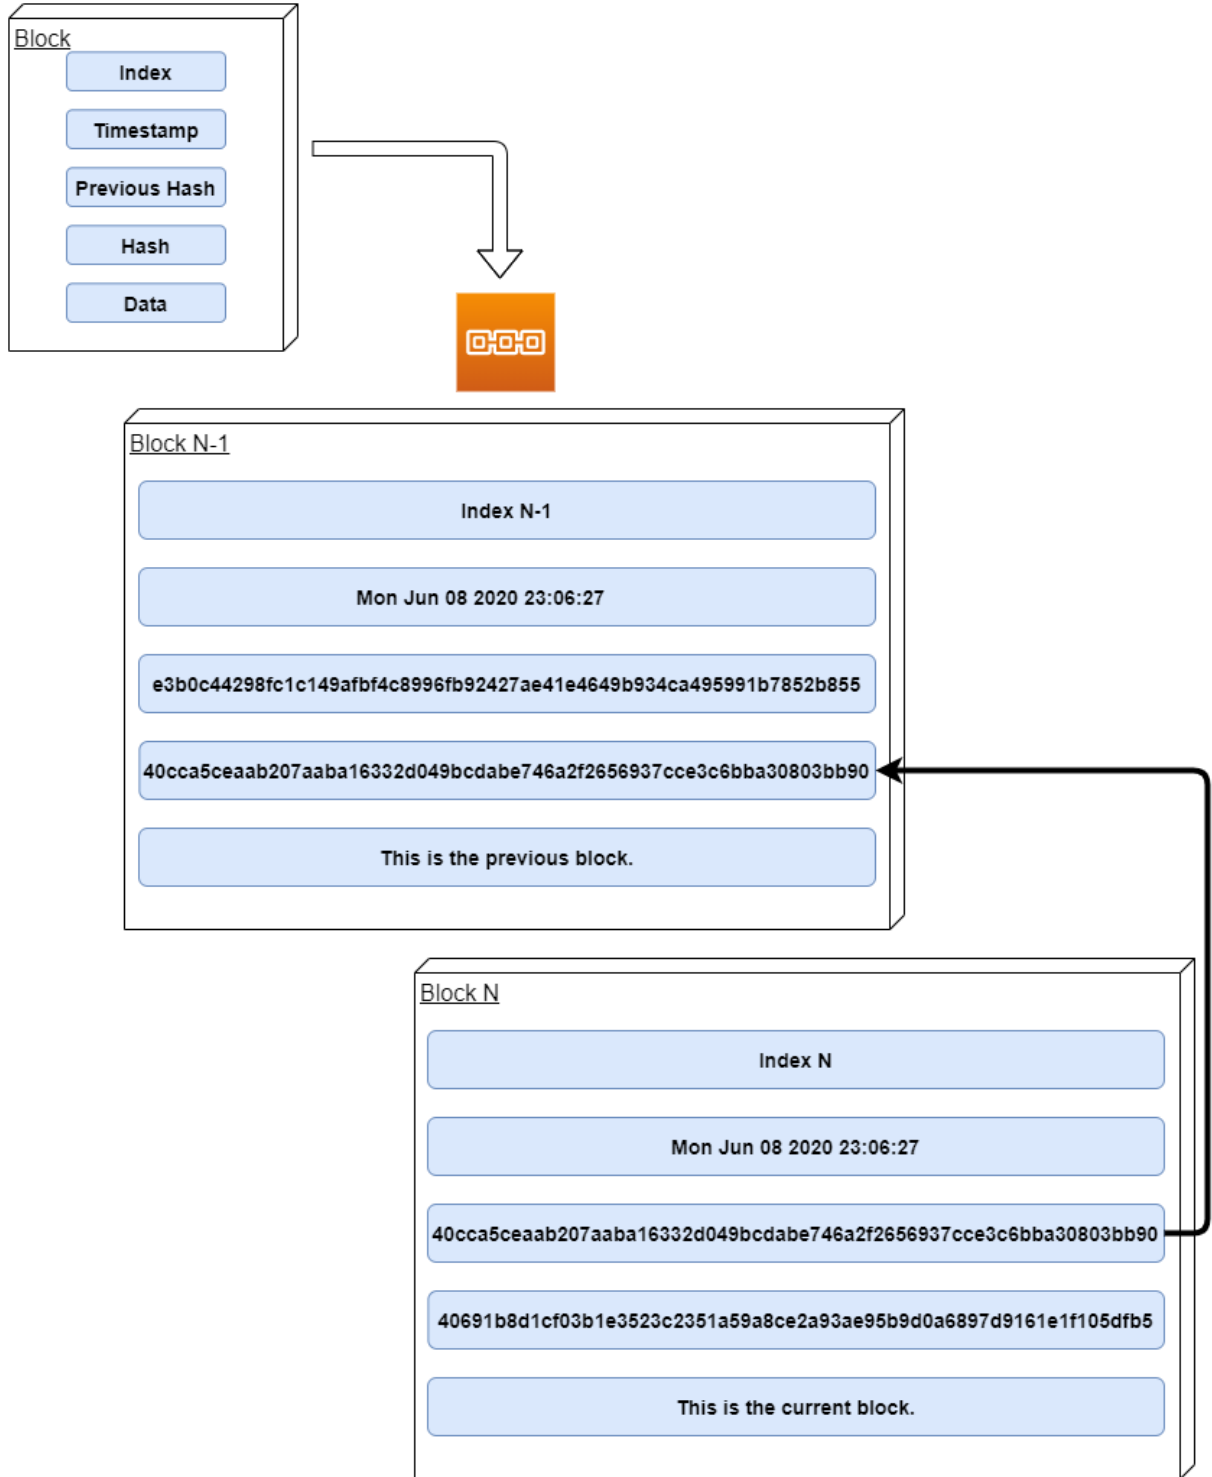 Block
Index
Timestamp
Previous Hash
Hash
Data
Block N-1
Index N-1
Mon Jun 08 2020 23:06:27
e3b0c44298fc1c149afbf4c8996fb92427ae41e4649b934ca495991b7852b855
40cca5ceaab207aaba16332d049bcdabe746a2f2656937cce3c6bba30803bb90
This is the previous block.
Block N
Index N
Mon Jun 08 2020 23:06:27
40cca5ceaab207aaba16332d049bcdabe746a2f2656937cce3c6bba30803bb90
40691b8d1cf03b1e3523c2351a59a8ce2a93ae95b9d0a6897d9161e1f105dfb5
This is the current block.